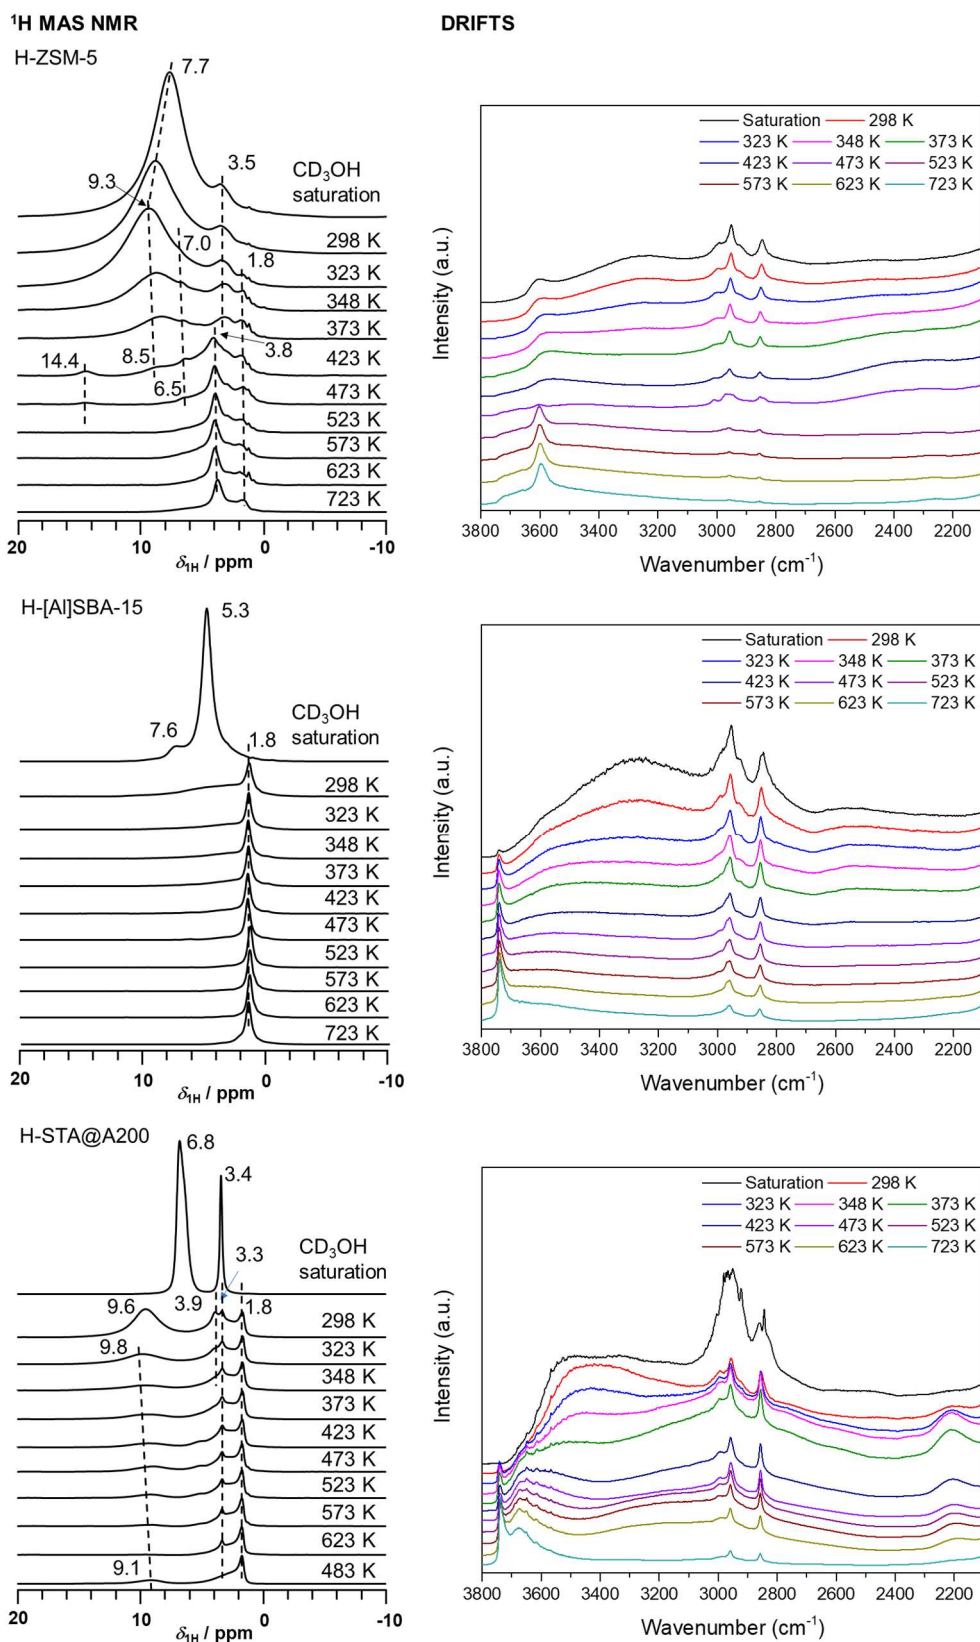 ¹H MAS NMR
DRIFTS
H-ZSM-5
7.7
3.5
CD₃OH
saturation
9.3
298 K
7.0
323 K
1.8
348 K
373 K
3.8
14.4
8.5
423 K
6.5
473 K
523 K
573 K
623 K
723 K
20 10 0 -10
δ₁H / ppm
Saturation 298 K
323 K 348 K 373 K
423 K 473 K 523 K
573 K 623 K 723 K
Intensity (a.u.)
3800 3600 3400 3200 3000 2800 2600 2400 2200
Wavenumber (cm⁻¹)
H-[Al]SBA-15
5.3
CD₃OH
saturation
7.6
1.8
298 K
323 K
348 K
373 K
423 K
473 K
523 K
573 K
623 K
723 K
20 10 0 -10
δ₁H / ppm
Saturation 298 K
323 K 348 K 373 K
423 K 473 K 523 K
573 K 623 K 723 K
Intensity (a.u.)
3800 3600 3400 3200 3000 2800 2600 2400 2200
Wavenumber (cm⁻¹)
H-STA@A200
6.8
3.4
CD₃OH
saturation
3.3
9.6
3.9
1.8
298 K
9.8
323 K
348 K
373 K
423 K
473 K
523 K
573 K
623 K
9.1
483 K
20 10 0 -10
δ₁H / ppm
Saturation 298 K
323 K 348 K 373 K
423 K 473 K 523 K
573 K 623 K 723 K
Intensity (a.u.)
3800 3600 3400 3200 3000 2800 2600 2400 2200
Wavenumber (cm⁻¹)